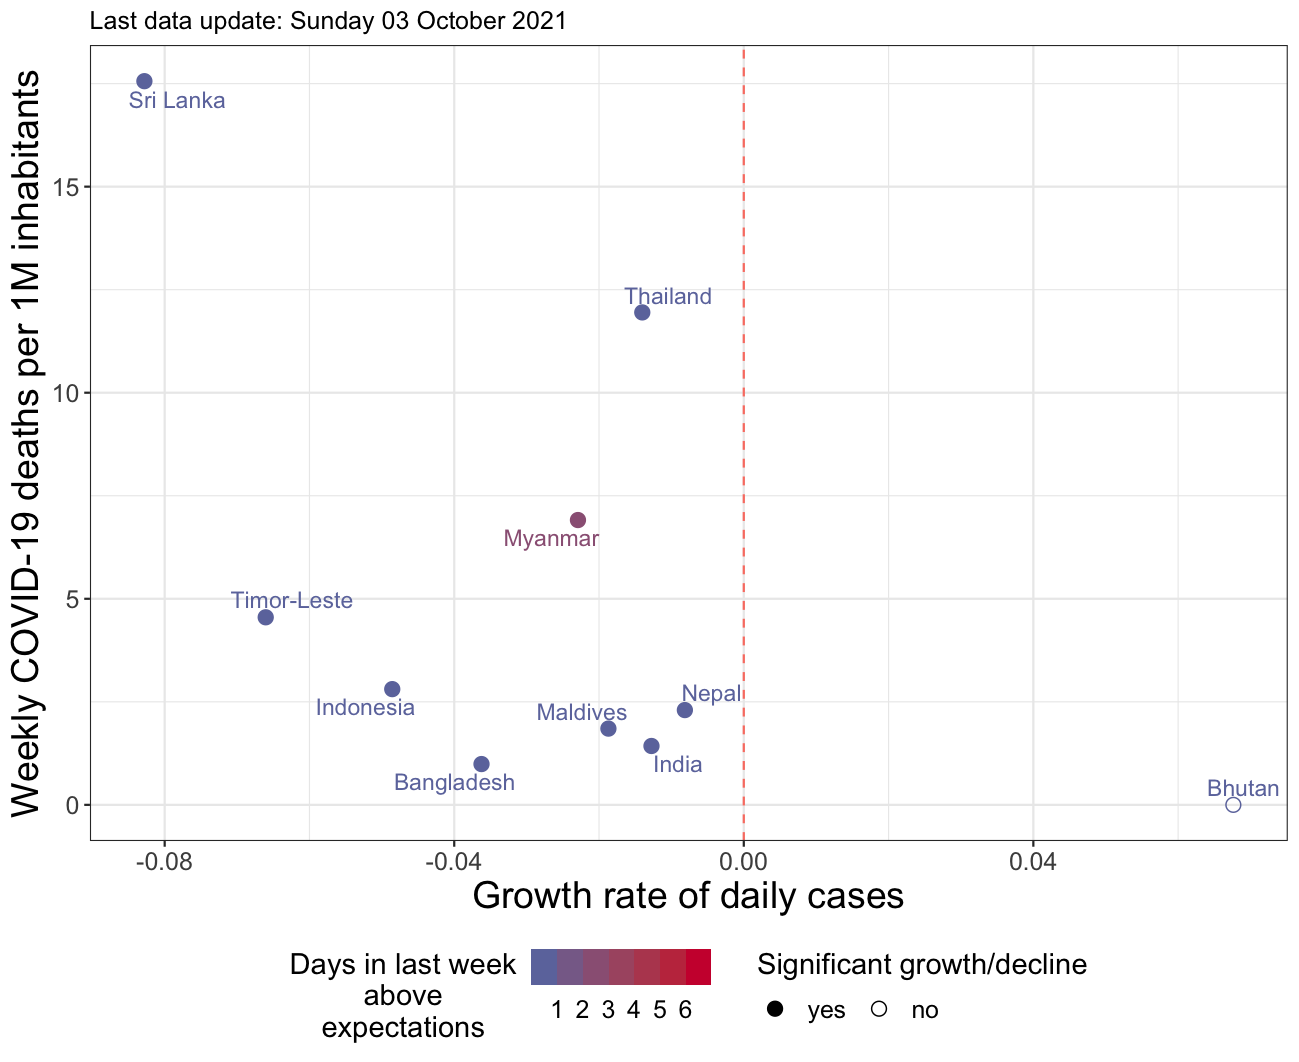 Last data update: Sunday 03 October 2021
Weekly COVID-19 deaths per 1M inhabitants
15
10
5
0
Sri Lanka
Thailand
Myanmar
Timor-Leste
Indonesia
Nepal
Maldives
India
Bangladesh
Bhutan
-0.08 -0.04 0.00 0.04
Growth rate of daily cases
Days in last week
above
expectations
1 2 3 4 5 6
Significant growth/decline
yes no